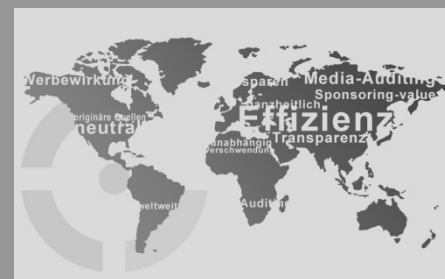 Werbewirkung
sparen
Media-Auditing
Sponsoring-value
ganzheitlich
originäre Quellen
neutral
Effizienz
Transparenz
unabhängig
Verschwendung
weltweit
Auditing